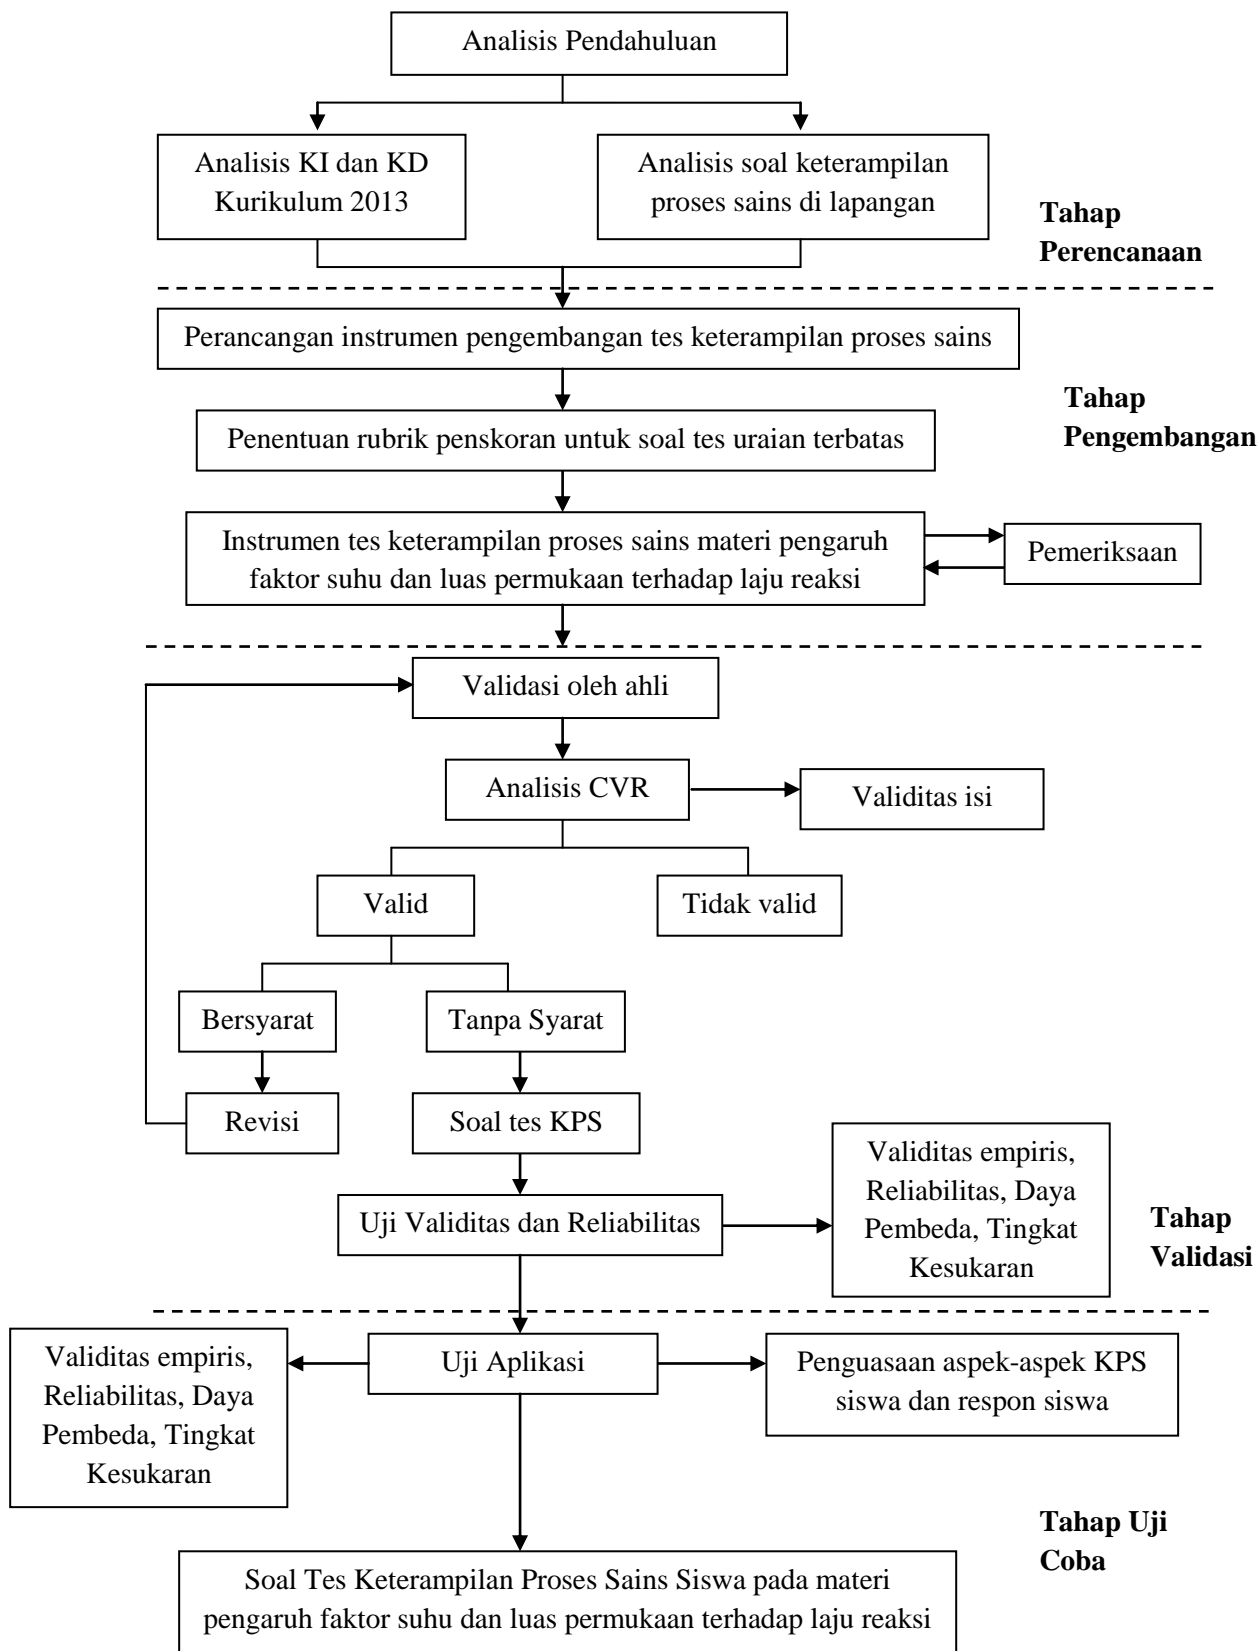 Analisis Pendahuluan
Analisis KI dan KD
Kurikulum 2013
Analisis soal keterampilan
proses sains di lapangan
Tahap
Perencanaan
Perancangan instrumen pengembangan tes keterampilan proses sains
Tahap
Pengembangan
Penentuan rubrik penskoran untuk soal tes uraian terbatas
Instrumen tes keterampilan proses sains materi pengaruh
faktor suhu dan luas permukaan terhadap laju reaksi
Pemeriksaan
Validasi oleh ahli
Analisis CVR
Validitas isi
Valid
Tidak valid
Bersyarat
Tanpa Syarat
Revisi
Soal tes KPS
Uji Validitas dan Reliabilitas
Validitas empiris,
Reliabilitas, Daya
Pembeda, Tingkat
Kesukaran
Tahap
Validasi
Validitas empiris,
Reliabilitas, Daya
Pembeda, Tingkat
Kesukaran
Uji Aplikasi
Penguasaan aspek-aspek KPS
siswa dan respon siswa
Tahap Uji
Coba
Soal Tes Keterampilan Proses Sains Siswa pada materi
pengaruh faktor suhu dan luas permukaan terhadap laju reaksi